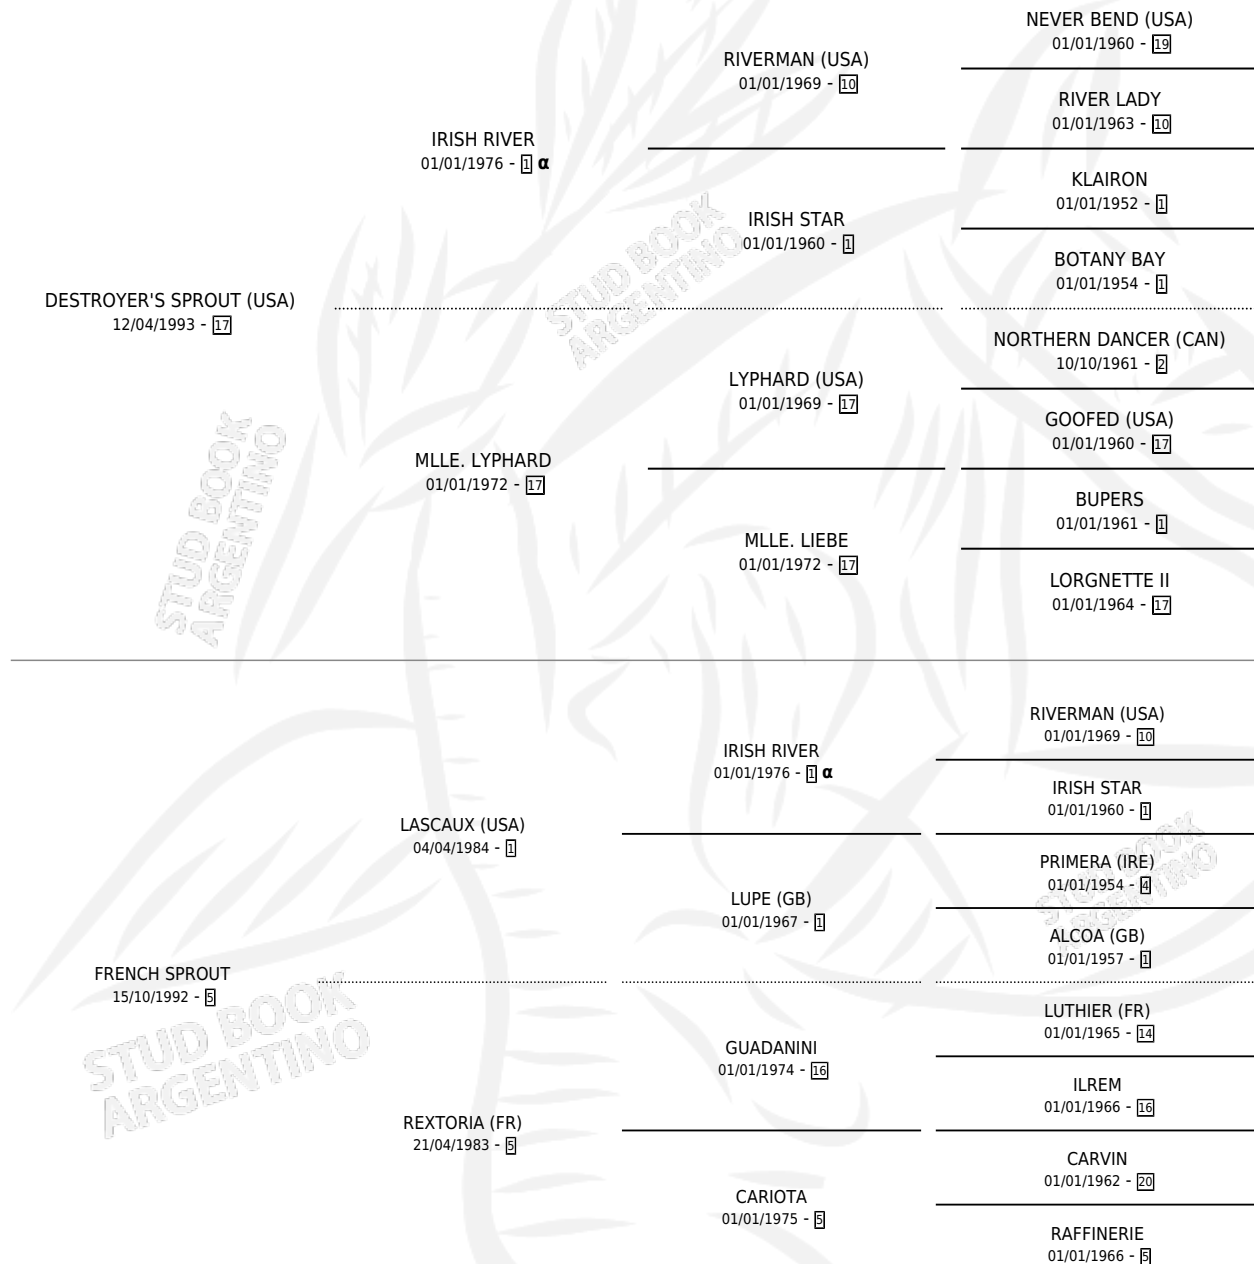 NEVER BEND (USA)
01/01/1960 - 19
RIVERMAN (USA)
01/01/1969 - 10
RIVER LADY
01/01/1963 - 10
IRISH RIVER
01/01/1976 - 1 α
KLAIRON
01/01/1952 - 1
IRISH STAR
01/01/1960 - 1
BOTANY BAY
01/01/1954 - 1
STUD BOOK
ARGENTINO
DESTROYER'S SPROUT (USA)
12/04/1993 - 17
NORTHERN DANCER (CAN)
10/10/1961 - 2
LYPHARD (USA)
01/01/1969 - 17
GOOFED (USA)
01/01/1960 - 17
MLLE. LYPHARD
01/01/1972 - 17
BUPERS
01/01/1961 - 1
STUD BOOK
ARGENTINO
MLLE. LIEBE
01/01/1972 - 17
LORGNETTE II
01/01/1964 - 17
RIVERMAN (USA)
01/01/1969 - 10
IRISH RIVER
01/01/1976 - 1 α
IRISH STAR
01/01/1960 - 1
LASCAUX (USA)
04/04/1984 - 1
STUD BOOK
ARGENTINO
PRIMERA (IRE)
01/01/1954 - 4
LUPE (GB)
01/01/1967 - 1
ALCOA (GB)
01/01/1957 - 1
FRENCH SPROUT
15/10/1992 - 5
STUD BOOK
ARGENTINO
LUTHIER (FR)
01/01/1965 - 14
GUADANINI
01/01/1974 - 16
ILREM
01/01/1966 - 16
REXTORIA (FR)
21/04/1983 - 5
CARVIN
01/01/1962 - 20
CARIOTA
01/01/1975 - 5
RAFFINERIE
01/01/1966 - 5